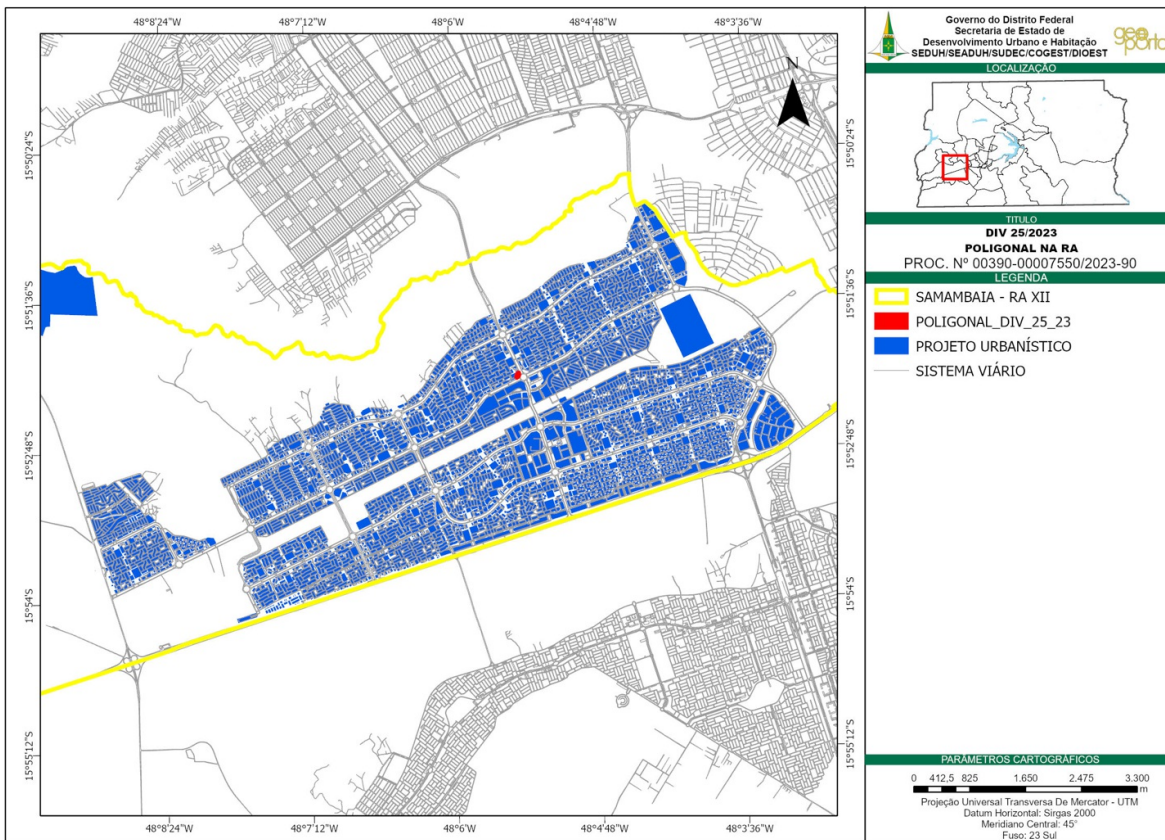 48°8'24"W 48°7'12"W 48°6'W 48°4'48"W 48°3'36"W
15°50'24"S 15°50'24"S
15°51'36"S 15°51'36"S
15°52'48"S 15°52'48"S
15°54'S 15°54'S
15°55'12"S 15°55'12"S
48°8'24"W 48°7'12"W 48°6'W 48°4'48"W 48°3'36"W
N
Governo do Distrito Federal
Secretaria de Estado de
Desenvolvimento Urbano e Habitação
SEDUH/SEADUH/SUDEC/COGEST/DIOEST
geo
porta
LOCALIZAÇÃO
TITULO
DIV 25/2023
POLIGONAL NA RA
PROC. Nº 00390-00007550/2023-90
LEGENDA
SAMAMBAIA - RA XII
POLIGONAL_DIV_25_23
PROJETO URBANÍSTICO
SISTEMA VIÁRIO
PARÂMETROS CARTOGRÁFICOS
0 412,5 825 1.650 2.475 3.300
m
Projeção Universal Transversa De Mercator - UTM
Datum Horizontal: Sirgas 2000
Meridiano Central: 45°
Fuso: 23 Sul